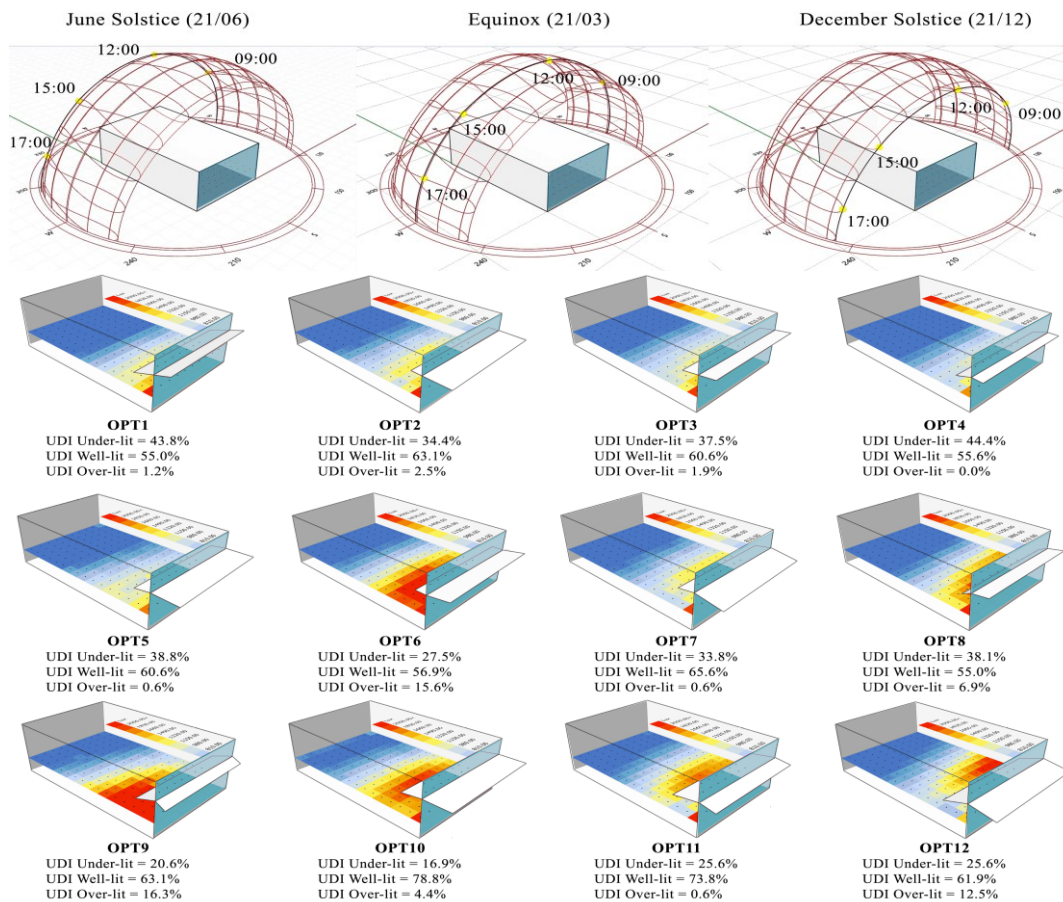 June Solstice (21/06)
Equinox (21/03)
December Solstice (21/12)
12:00
09:00
15:00
17:00
240
210
12:00
09:00
15:00
17:00
240
210
12:00
09:00
15:00
17:00
240
210
OPT1
UDI Under-lit = 43.8%
UDI Well-lit = 55.0%
UDI Over-lit = 1.2%
OPT2
UDI Under-lit = 34.4%
UDI Well-lit = 63.1%
UDI Over-lit = 2.5%
OPT3
UDI Under-lit = 37.5%
UDI Well-lit = 60.6%
UDI Over-lit = 1.9%
OPT4
UDI Under-lit = 44.4%
UDI Well-lit = 55.6%
UDI Over-lit = 0.0%
OPT5
UDI Under-lit = 38.8%
UDI Well-lit = 60.6%
UDI Over-lit = 0.6%
OPT6
UDI Under-lit = 27.5%
UDI Well-lit = 56.9%
UDI Over-lit = 15.6%
OPT7
UDI Under-lit = 33.8%
UDI Well-lit = 65.6%
UDI Over-lit = 0.6%
OPT8
UDI Under-lit = 38.1%
UDI Well-lit = 55.0%
UDI Over-lit = 6.9%
OPT9
UDI Under-lit = 20.6%
UDI Well-lit = 63.1%
UDI Over-lit = 16.3%
OPT10
UDI Under-lit = 16.9%
UDI Well-lit = 78.8%
UDI Over-lit = 4.4%
OPT11
UDI Under-lit = 25.6%
UDI Well-lit = 73.8%
UDI Over-lit = 0.6%
OPT12
UDI Under-lit = 25.6%
UDI Well-lit = 61.9%
UDI Over-lit = 12.5%